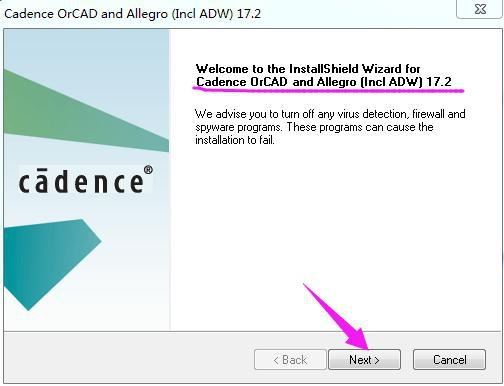 Cadence OrCAD and Allegro (Incl ADW) 17.2
Welcome to the InstallShield Wizard for
Cadence OrCAD and Allegro (Incl ADW) 17.2
We advise you to turn off any virus detection, firewall and
spyware programs. These programs can cause the
installation to fail.
cādence®
< Back
Next >
Cancel